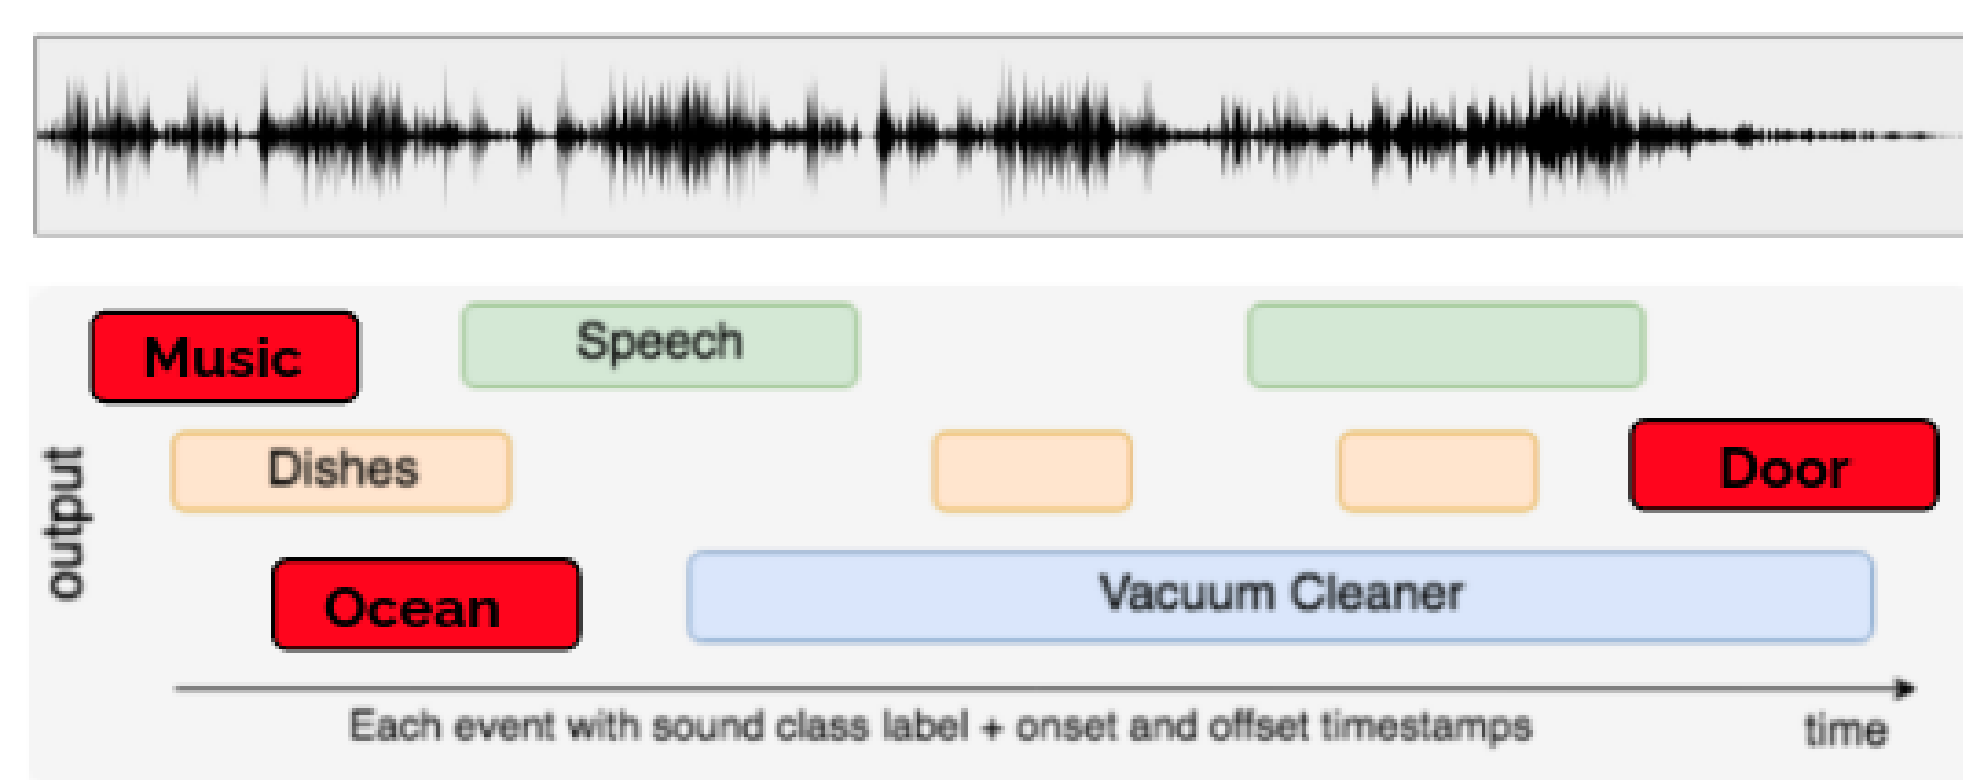 Music
Speech
Dishes
Door
output
Ocean
Vacuum Cleaner
Each event with sound class label + onset and offset timestamps
time